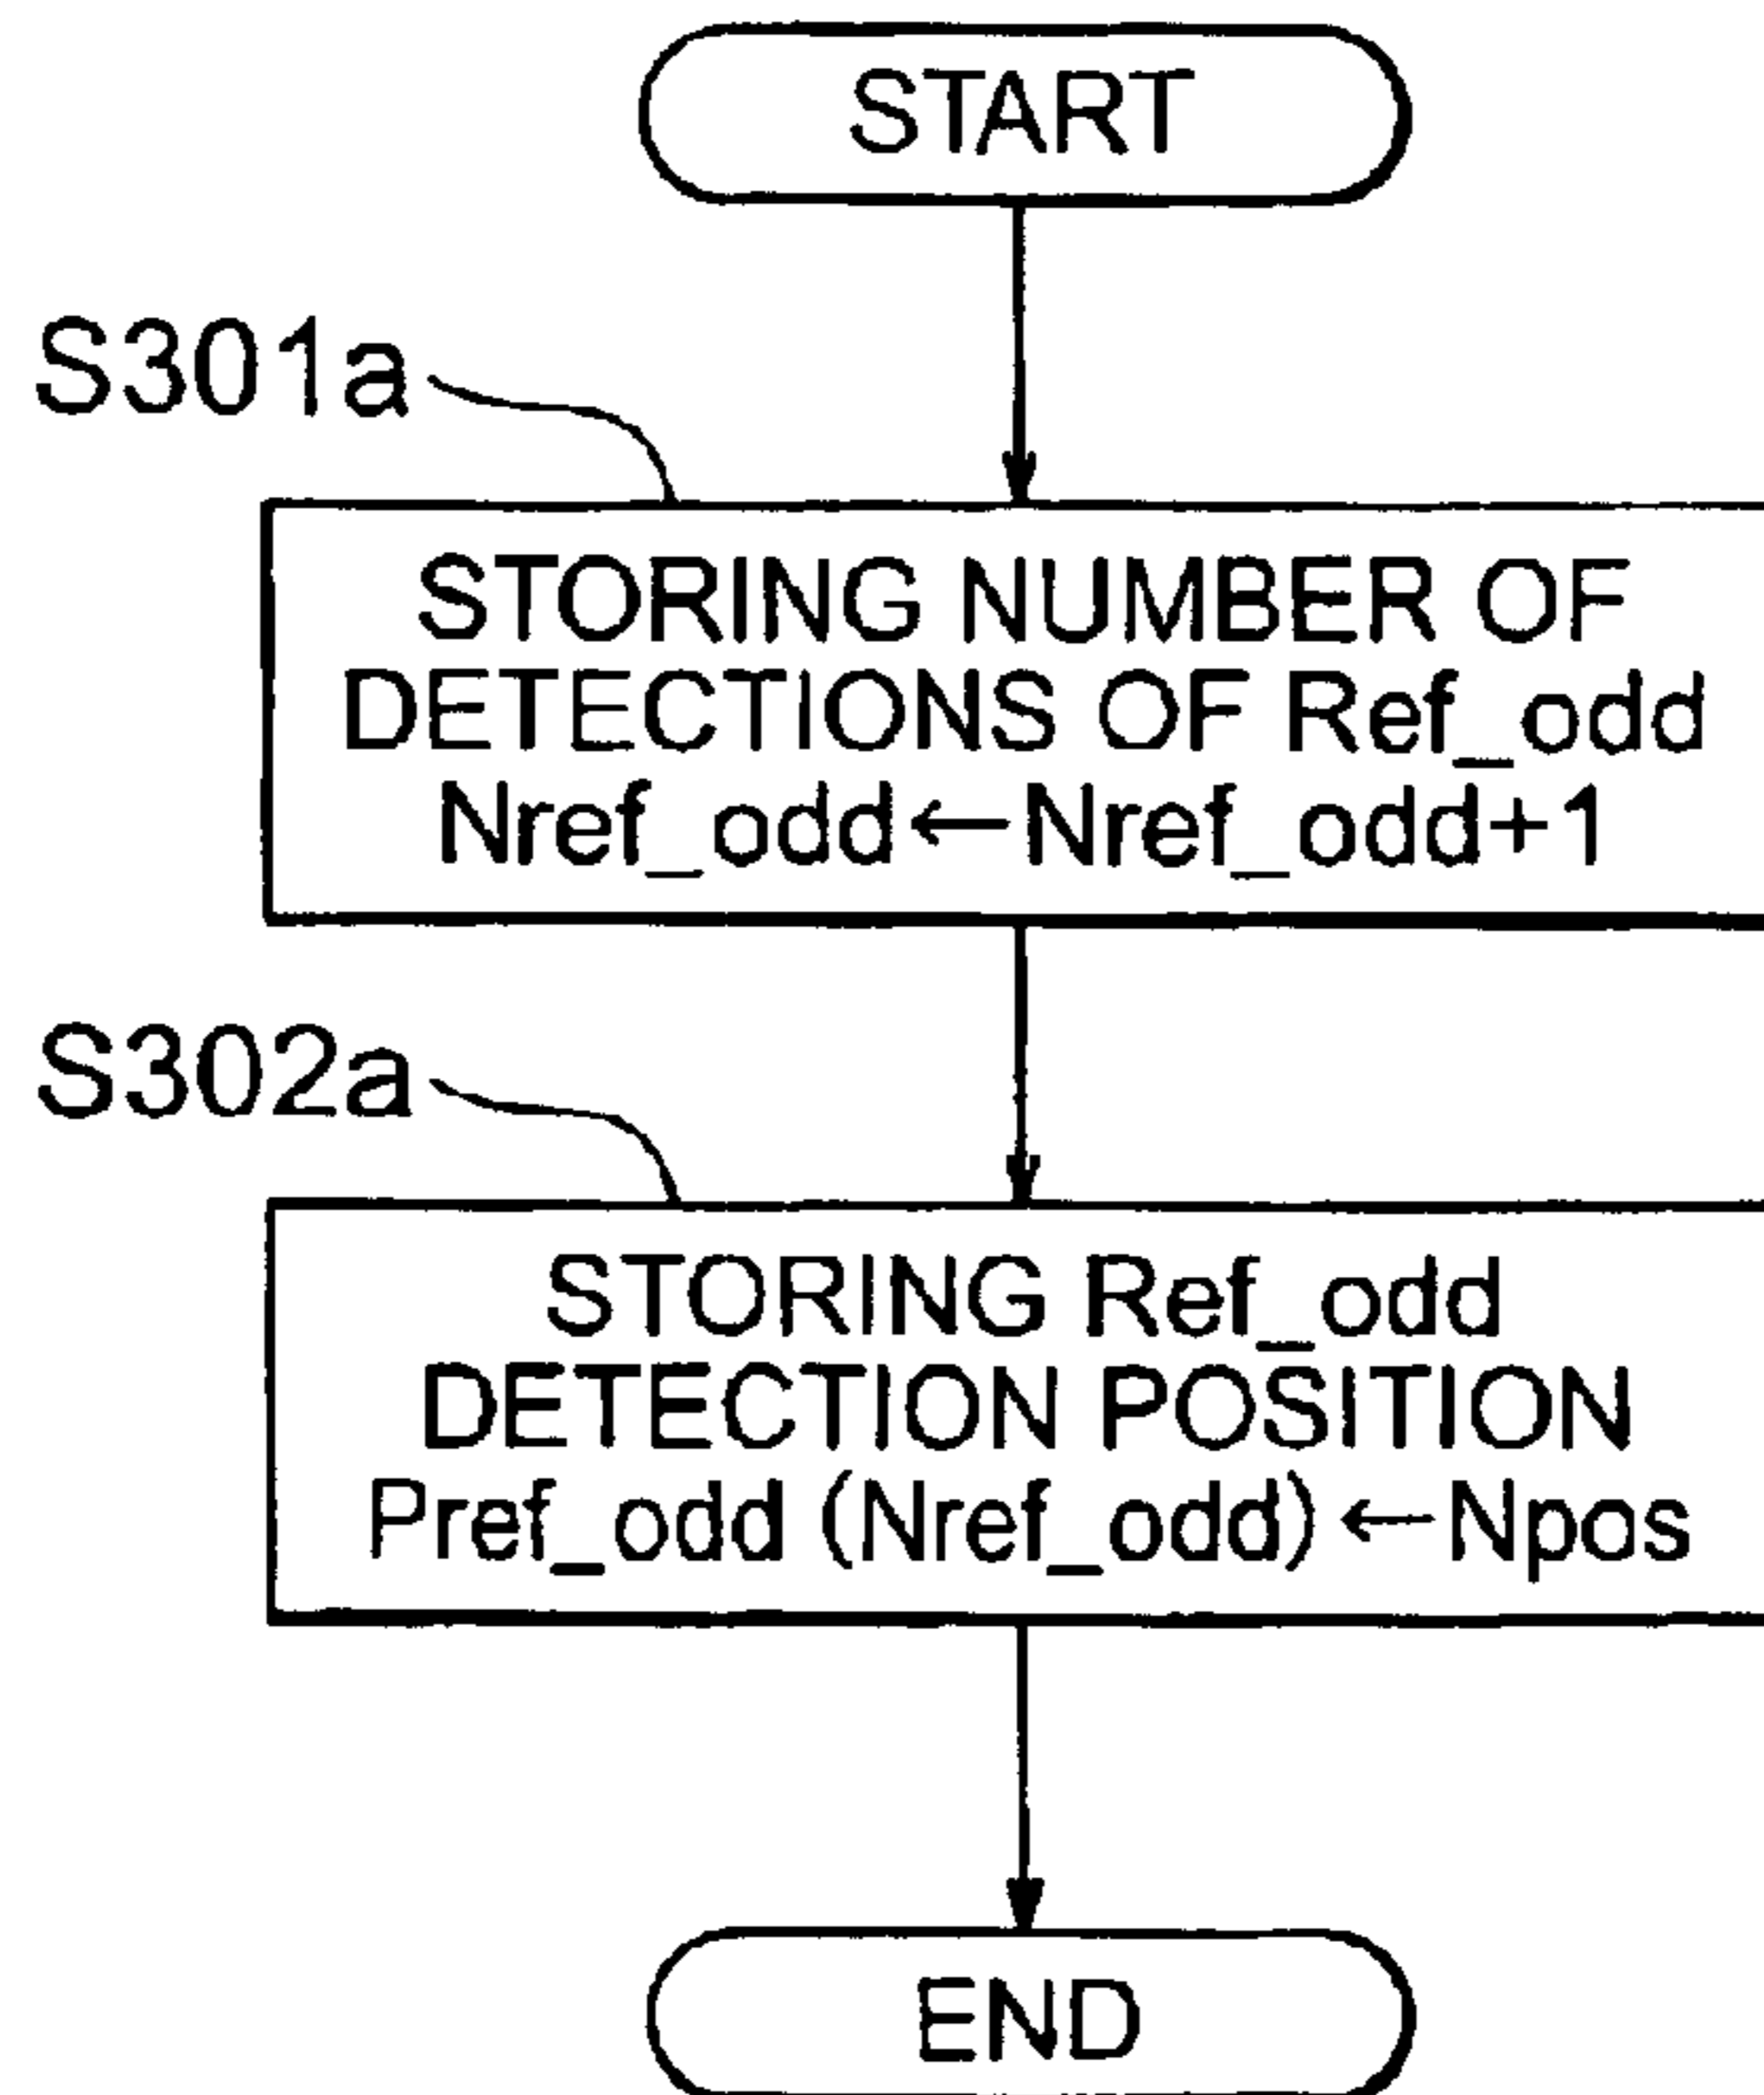 START
S301a
STORING NUMBER OF
DETECTIONS OF Ref_odd
Nref_odd←Nref_odd+1
S302a
STORING Ref_odd
DETECTION POSITION
Pref_odd (Nref_odd)←Npos
END